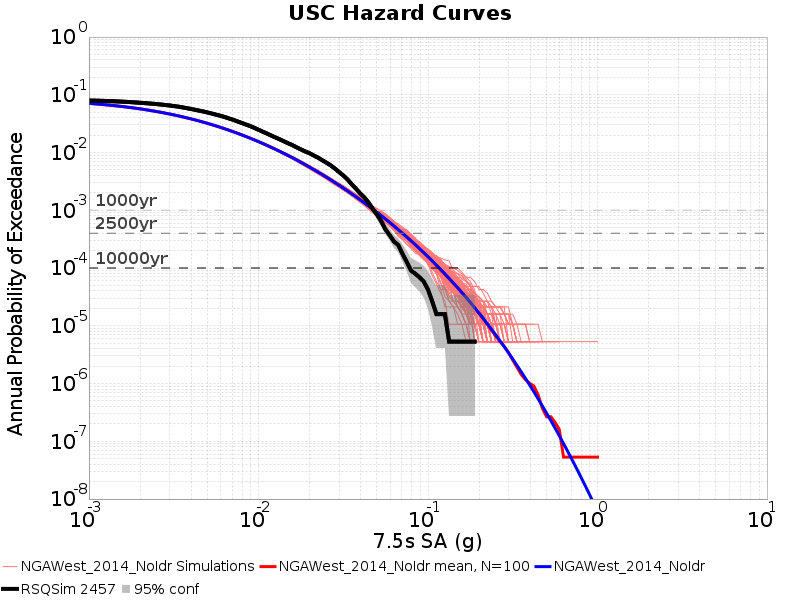 USC Hazard Curves
Annual Probability of Exceedance
10^0
10^-1
10^-2
10^-3
10^-4
10^-5
10^-6
10^-7
10^-8
1000yr
2500yr
10000yr
10^-3 10^-2 10^-1 10^0 10^1
7.5s SA (g)
NGAWest_2014_NoIdr Simulations NGAWest_2014_NoIdr mean, N=100 NGAWest_2014_NoIdr
RSQSim 2457 95% conf